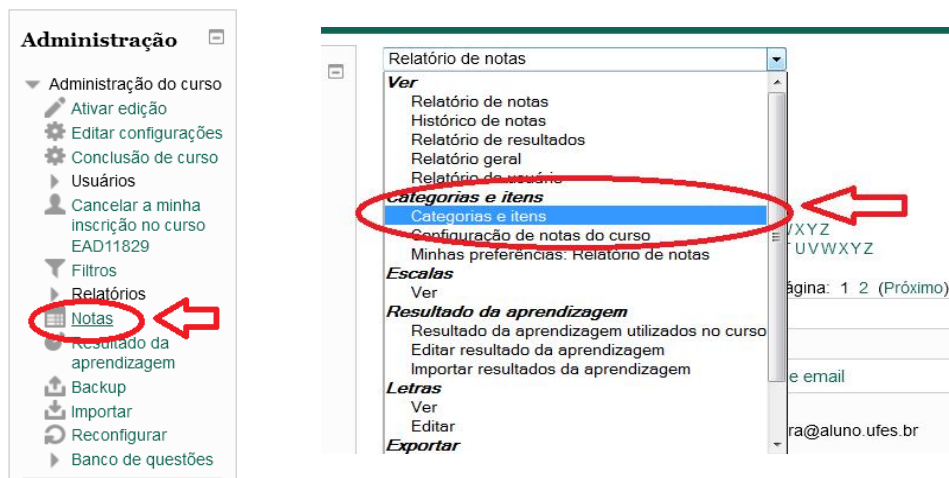 Administração
Administração do curso
Ativar edição
Editar configurações
Conclusão de curso
Usuários
Cancelar a minha
inscrição no curso
EAD11829
Filtros
Relatórios
Notas
Resultado da
aprendizagem
Backup
Importar
Reconfigurar
Banco de questões
Relatório de notas
Ver
Relatório de notas
Histórico de notas
Relatório de resultados
Relatório geral
Relatório de usuário
Categorias e itens
Categorias e itens
Configuração de notas do curso
Minhas preferências: Relatório de notas
Escalas
Ver
Resultado da aprendizagem
Resultado da aprendizagem utilizados no curso
Editar resultado da aprendizagem
Importar resultados da aprendizagem
Letras
Ver
Editar
Exportar
XYZ
UVWXYZ
ágina: 1 2 (Próximo)
e email
ra@aluno.ufes.br